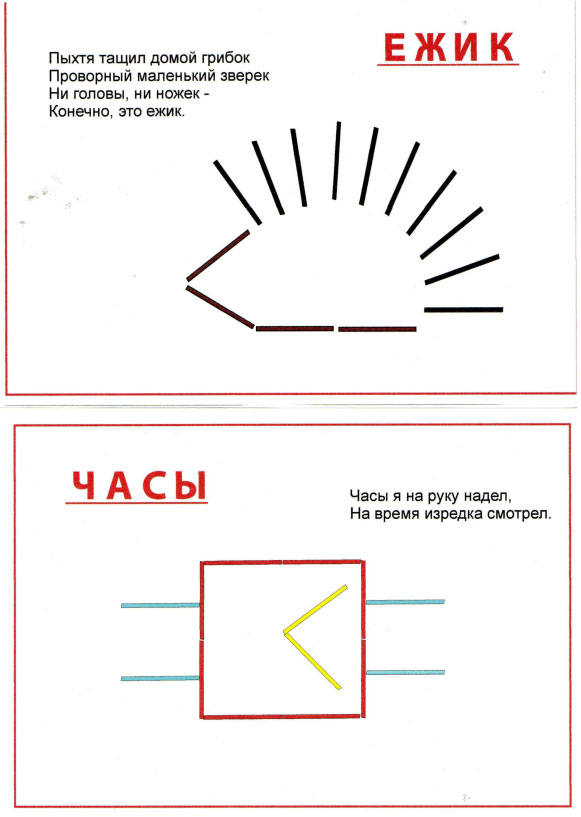 ЕЖИК
Пыхтя тащил домой грибок
Проворный маленький зверек
Ни головы, ни ножек -
Конечно, это ежик.
ЧАСЫ
Часы я на руку надел,
На время изредка смотрел.